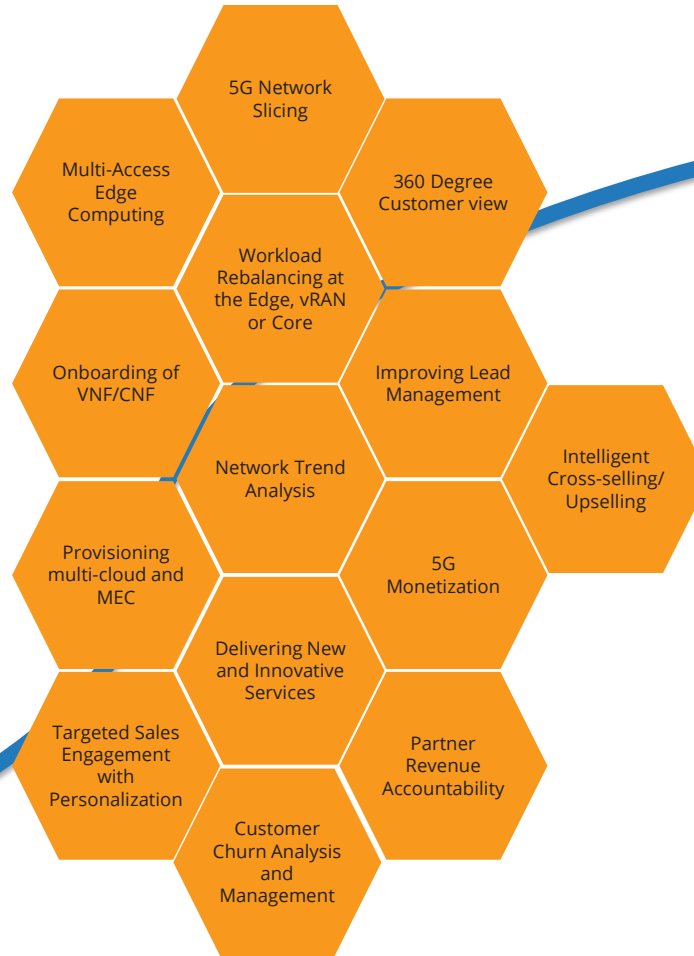 5G Network
Slicing
Multi-Access
Edge
Computing
360 Degree
Customer view
Workload
Rebalancing at
the Edge, vRAN
or Core
Onboarding of
VNF/CNF
Improving Lead
Management
Network Trend
Analysis
Intelligent
Cross-selling/
Upselling
Provisioning
multi-cloud and
MEC
5G
Monetization
Delivering New
and Innovative
Services
Targeted Sales
Engagement
with
Personalization
Partner
Revenue
Accountability
Customer
Churn Analysis
and
Management